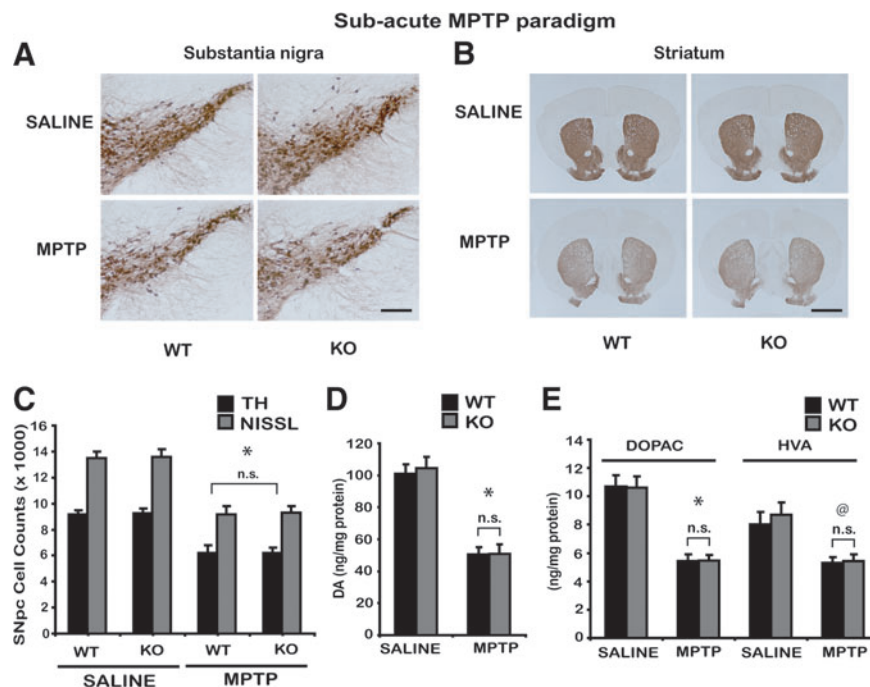 Sub-acute MPTP paradigm
A
Substantia nigra
SALINE
MPTP
WT
KO
B
Striatum
SALINE
MPTP
WT
KO
C
TH
NISSL
SNpc Cell Counts (x 1000)
16
14
12
10
8
6
4
2
0
*
n.s.
WT
KO
WT
KO
SALINE
MPTP
D
WT
KO
DA (ng/mg protein)
120
100
80
60
40
20
0
*
n.s.
SALINE
MPTP
E
WT
KO
DOPAC
HVA
(ng/mg protein)
14
12
10
8
6
4
2
0
*
n.s.
@
n.s.
SALINE
MPTP
SALINE
MPTP